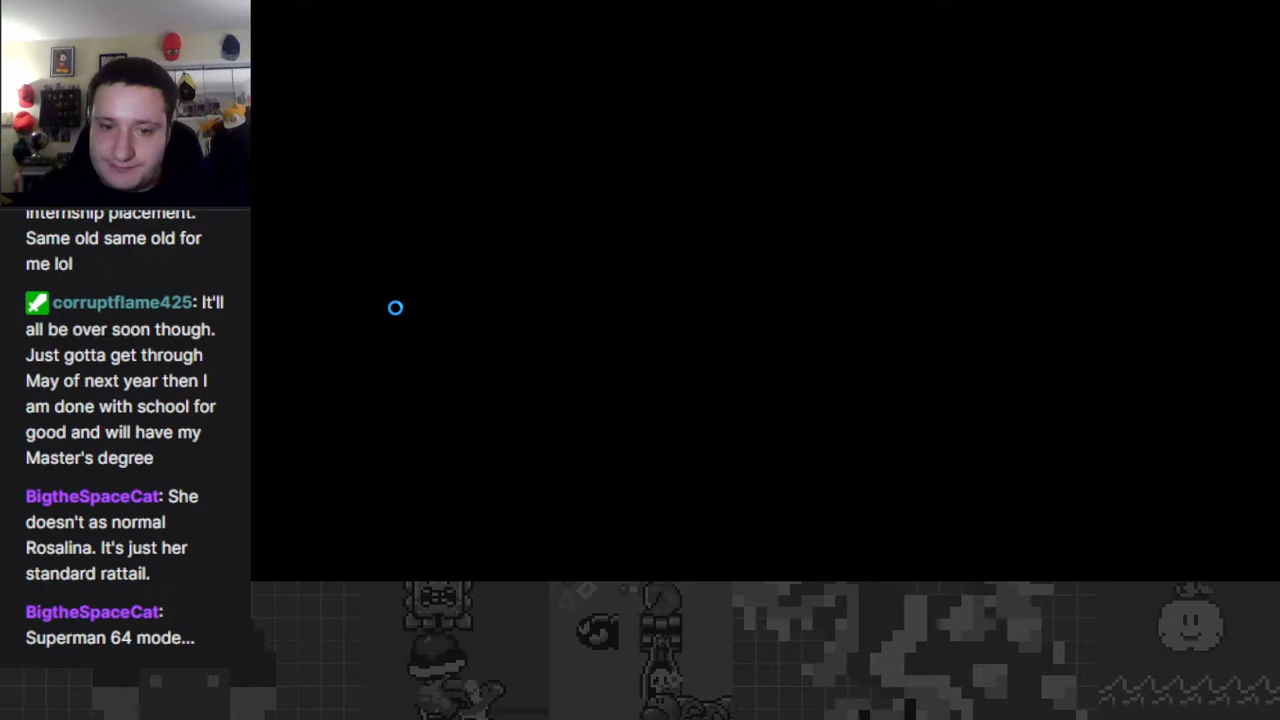 internship placement.
Same old same old for
me lol
corruptflame425: It'll
all be over soon though.
Just gotta get through
May of next year then I
am done with school for
good and will have my
Master's degree
BigtheSpaceCat: She
doesn't as normal
Rosalina. It's just her
standard rattail.
BigtheSpaceCat:
Superman 64 mode...